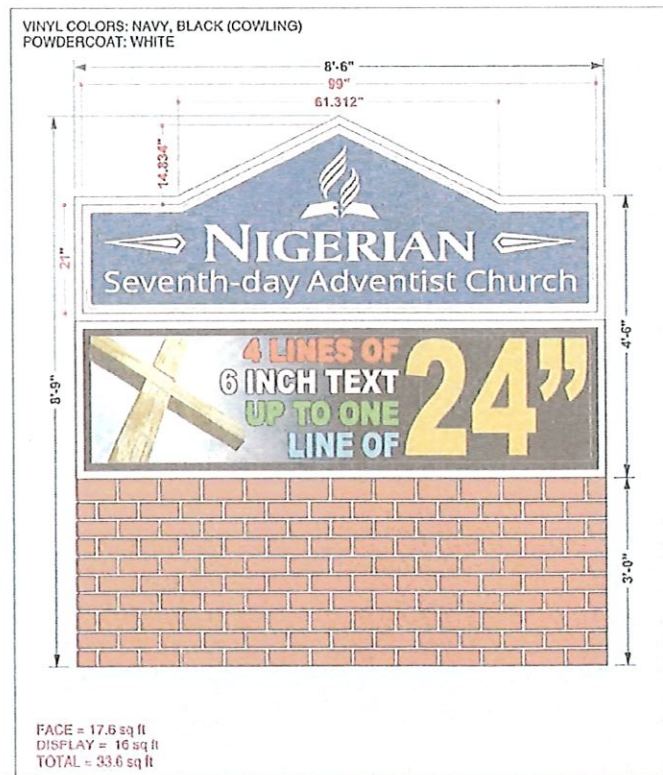 VINYL COLORS: NAVY, BLACK (COWLING)
POWDERCOAT: WHITE
8'-6"
99"
61.312"
14.834"
21"
NIGERIAN
Seventh-day Adventist Church
4 LINES OF
6 INCH TEXT
UP TO ONE
LINE OF
24”
8'-9"
4'-6"
3'-0"
FACE = 17.6 sq ft
DISPLAY = 16 sq ft
TOTAL = 33.6 sq ft